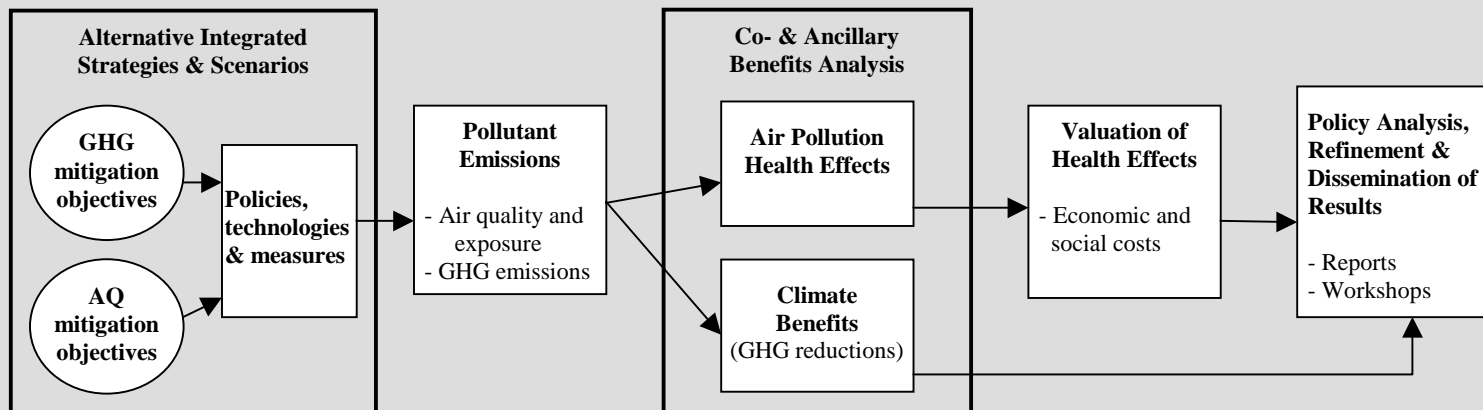 Alternative Integrated
Strategies & Scenarios
GHG
mitigation
objectives
AQ
mitigation
objectives
Policies,
technologies
& measures
Pollutant
Emissions
- Air quality and
exposure
- GHG emissions
Co- & Ancillary
Benefits Analysis
Air Pollution
Health Effects
Climate
Benefits
(GHG reductions)
Valuation of
Health Effects
- Economic and
social costs
Policy Analysis,
Refinement &
Dissemination of
Results
- Reports
- Workshops